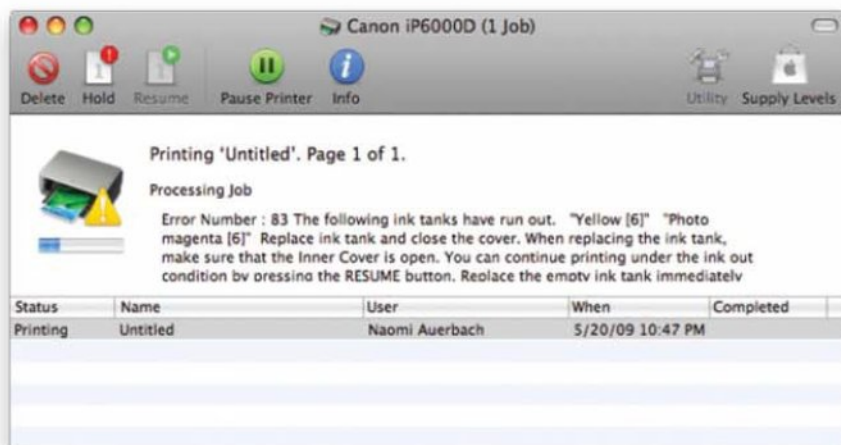 Canon iP6000D (1 Job)
Delete Hold Resume Pause Printer Info Utility Supply Levels
Printing 'Untitled'. Page 1 of 1.
Processing Job
Error Number : 83 The following ink tanks have run out. "Yellow [6]" "Photo
magenta [6]" Replace ink tank and close the cover. When replacing the ink tank,
make sure that the Inner Cover is open. You can continue printing under the ink out
condition by pressing the RESUME button. Replace the empty ink tank immediately
Status Name User When Completed
Printing Untitled Naomi Auerbach 5/20/09 10:47 PM